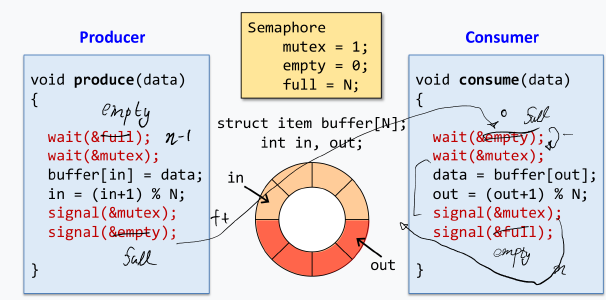 Producer
void produce(data)
{
empty
wait(&full); n-1
wait(&mutex);
buffer[in] = data;
in = (in+1) % N;
signal(&mutex);
signal(&empty);
full
}
Semaphore
mutex = 1;
empty = 0;
full = N;
struct item buffer[N];
int in, out;
in
out
Consumer
void consume(data)
{
0 full
wait(&empty);
wait(&mutex);
data = buffer[out];
out = (out+1) % N;
signal(&mutex);
signal(&full);
empty
n
}